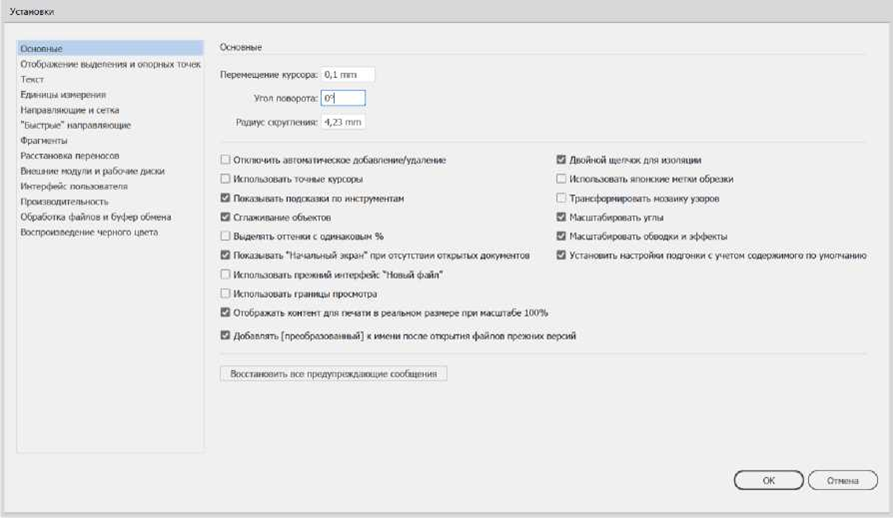 Установки
Основные
Отображение выделения и опорных точек
Текст
Единицы измерения
Направляющие и сетка
"Быстрые" направляющие
Фрагменты
Расстановка переносов
Внешние модули и рабочие диски
Интерфейс пользователя
Производительность
Обработка файлов и буфер обмена
Воспроизведение черного цвета
Основные
Перемещение курсора: 0,1 mm
Угол поворота: 0°
Радиус скругления: 4,23 mm
Отключить автоматическое добавление/удаление
Использовать точные курсоры
Показывать подсказки по инструментам
Сглаживание объектов
Выделять оттенки с одинаковым %
Показывать "Начальный экран" при отсутствии открытых документов
Использовать прежний интерфейс "Новый файл"
Использовать границы просмотра
Отображать контент для печати в реальном размере при масштабе 100%
Добавлять [преобразованный] к имени после открытия файлов прежних версий
Двойной щелчок для изоляции
Использовать японские метки обрезки
Трансформировать мозаику узоров
Масштабировать углы
Масштабировать обводки и эффекты
Установить настройки подгонки с учетом содержимого по умолчанию
Восстановить все предупреждающие сообщения
ОК
Отмена